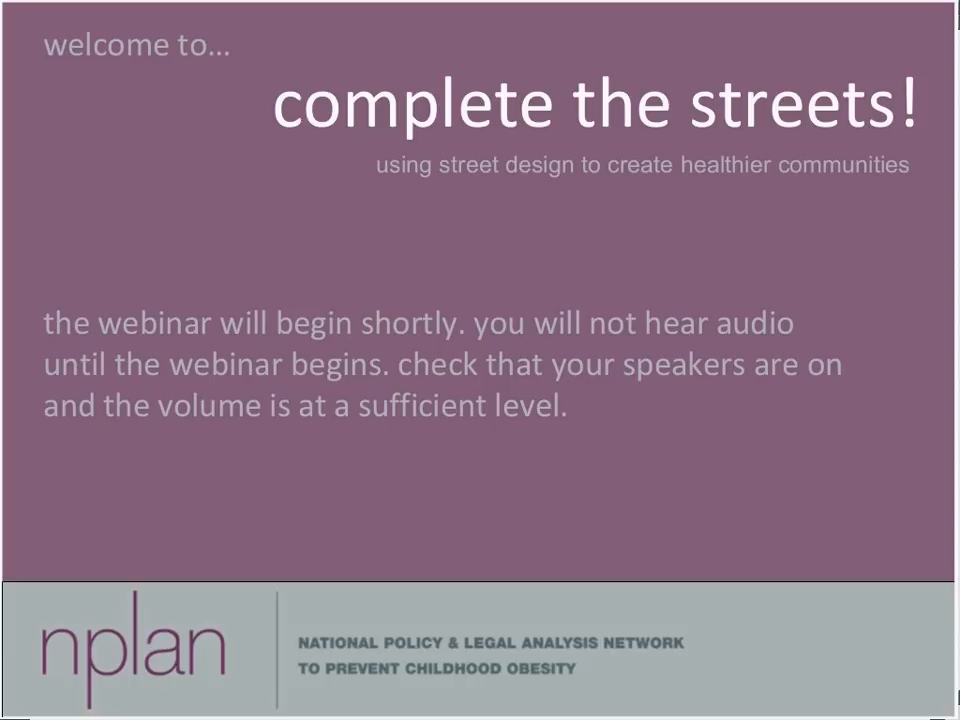 welcome to...
complete the streets!
using street design to create healthier communities
the webinar will begin shortly. you will not hear audio
until the webinar begins. check that your speakers are on
and the volume is at a sufficient level.
nplan
NATIONAL POLICY & LEGAL ANALYSIS NETWORK
TO PREVENT CHILDHOOD OBESITY